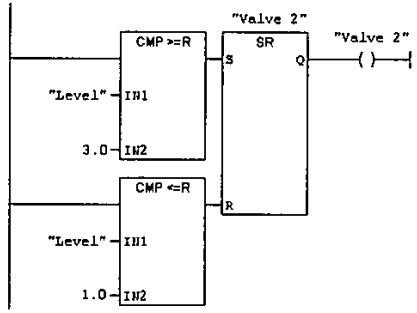 "Valve 2"
"Valve 2"
CMP >=R
SR
S
Q
( )
"Level"
IN1
3.0
IN2
CMP <=R
R
"Level"
IN1
1.0
IN2